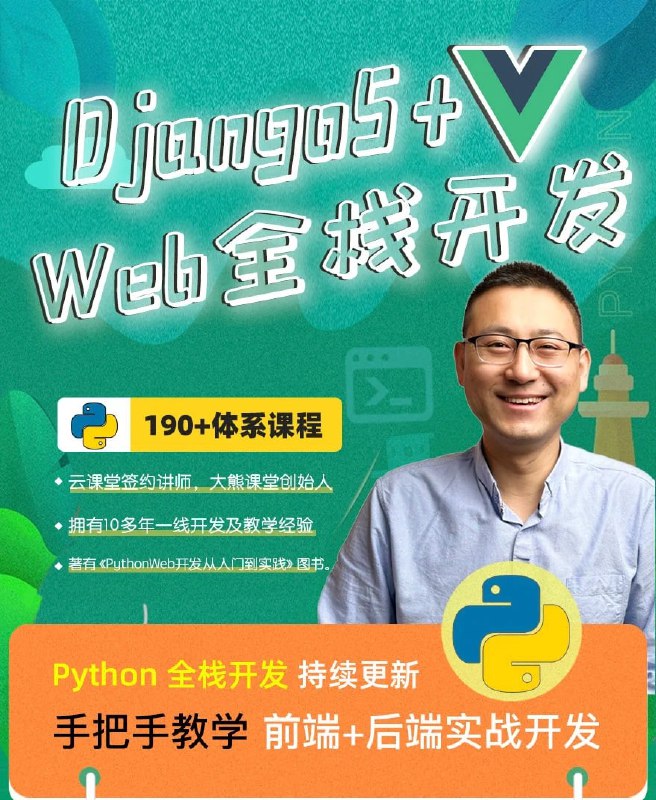 Django5+
Web全栈开发
PYTHON
190+体系课程
云课堂签约讲师，大熊课堂创始人
拥有10多年一线开发及教学经验
著有《PythonWeb开发从入门到实践》图书。
Python 全栈开发 持续更新
手把手教学 前端+后端实战开发